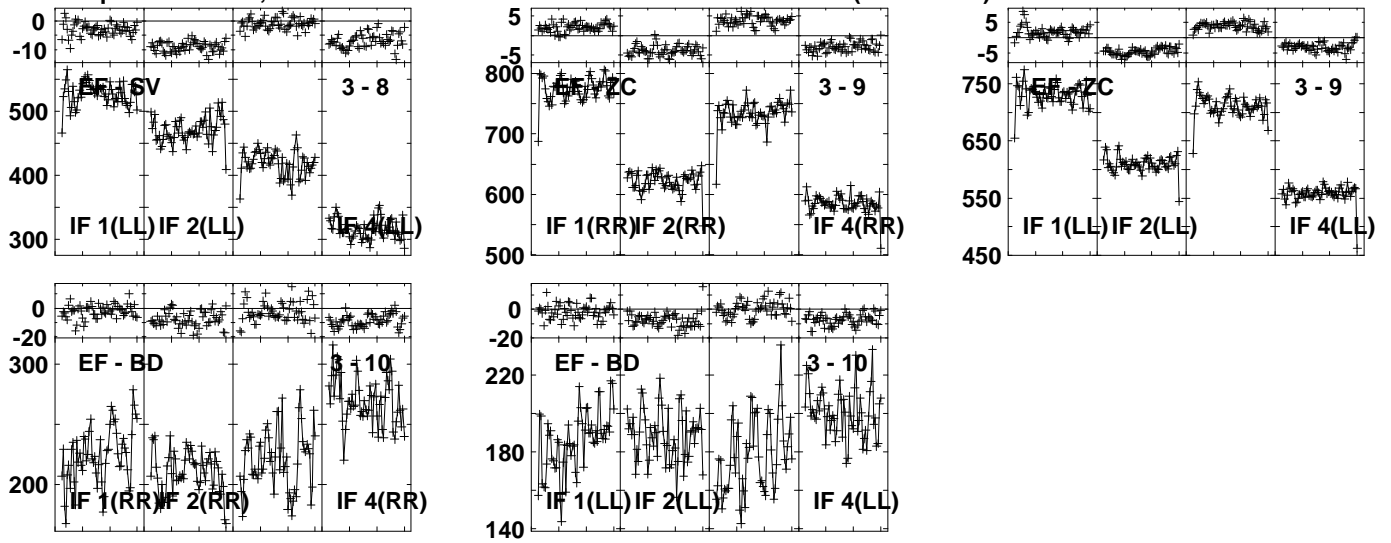 0
-10
EF - SV 3 - 8
500
400
300
IF 1(LL) IF 2(LL) IF 4(LL)
5
-5
800 EF - ZC 3 - 9
700
600
500
IF 1(RR) IF 2(RR) IF 4(RR)
5
-5
750 EF - ZC 3 - 9
650
550
450
IF 1(LL) IF 2(LL) IF 4(LL)
0
-20
300 EF - BD 3 - 10
200
IF 1(RR) IF 2(RR) IF 4(RR)
0
-20
EF - BD 3 - 10
220
180
140
IF 1(LL) IF 2(LL) IF 4(LL)